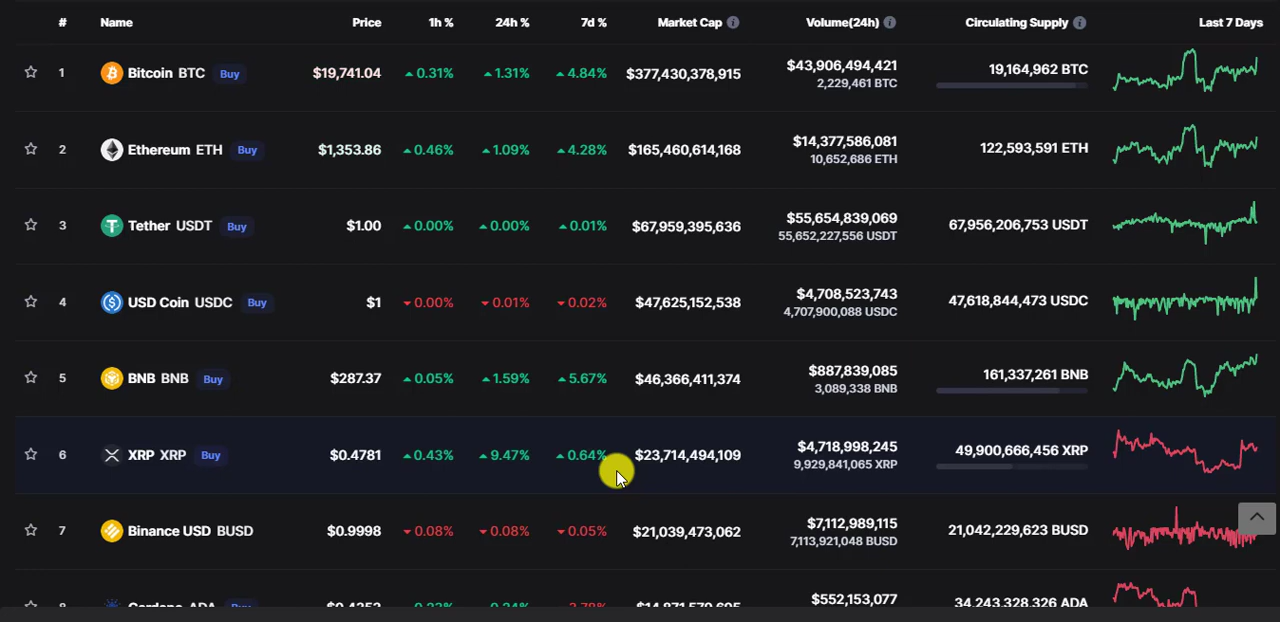 # Name Price 1h % 24h % 7d % Market Cap Volume(24h) Circulating Supply Last 7 Days
1 Bitcoin BTC Buy $19,741.04 0.31% 1.31% 4.84% $377,430,378,915 $43,906,494,421 19,164,962 BTC
2,229,461 BTC
2 Ethereum ETH Buy $1,353.86 0.46% 1.09% 4.28% $165,460,614,168 $14,377,586,081 122,593,591 ETH
10,652,686 ETH
3 Tether USDT Buy $1.00 0.00% 0.00% 0.01% $67,959,395,636 $55,654,839,069 67,956,206,753 USDT
55,652,227,556 USDT
4 USD Coin USDC Buy $1 0.00% 0.01% 0.02% $47,625,152,538 $4,708,523,743 47,618,844,473 USDC
4,707,900,088 USDC
5 BNB BNB Buy $287.37 0.05% 1.59% 5.67% $46,366,411,374 $887,839,085 161,337,261 BNB
3,089,338 BNB
6 XRP XRP Buy $0.4781 0.43% 9.47% 0.64% $23,714,494,109 $4,718,998,245 49,900,666,456 XRP
9,929,841,065 XRP
7 Binance USD BUSD $0.9998 0.08% 0.08% 0.05% $21,039,473,062 $7,112,989,115 21,042,229,623 BUSD
7,113,921,048 BUSD
Cardano ADA $552,153,077 34,243,328,326 ADA